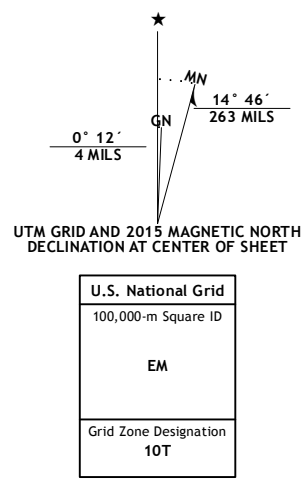 ★
MN
GN
14° 46´
263 MILS
0° 12´
4 MILS
UTM GRID AND 2015 MAGNETIC NORTH
DECLINATION AT CENTER OF SHEET
U.S. National Grid
100,000-m Square ID
EM
Grid Zone Designation
10T